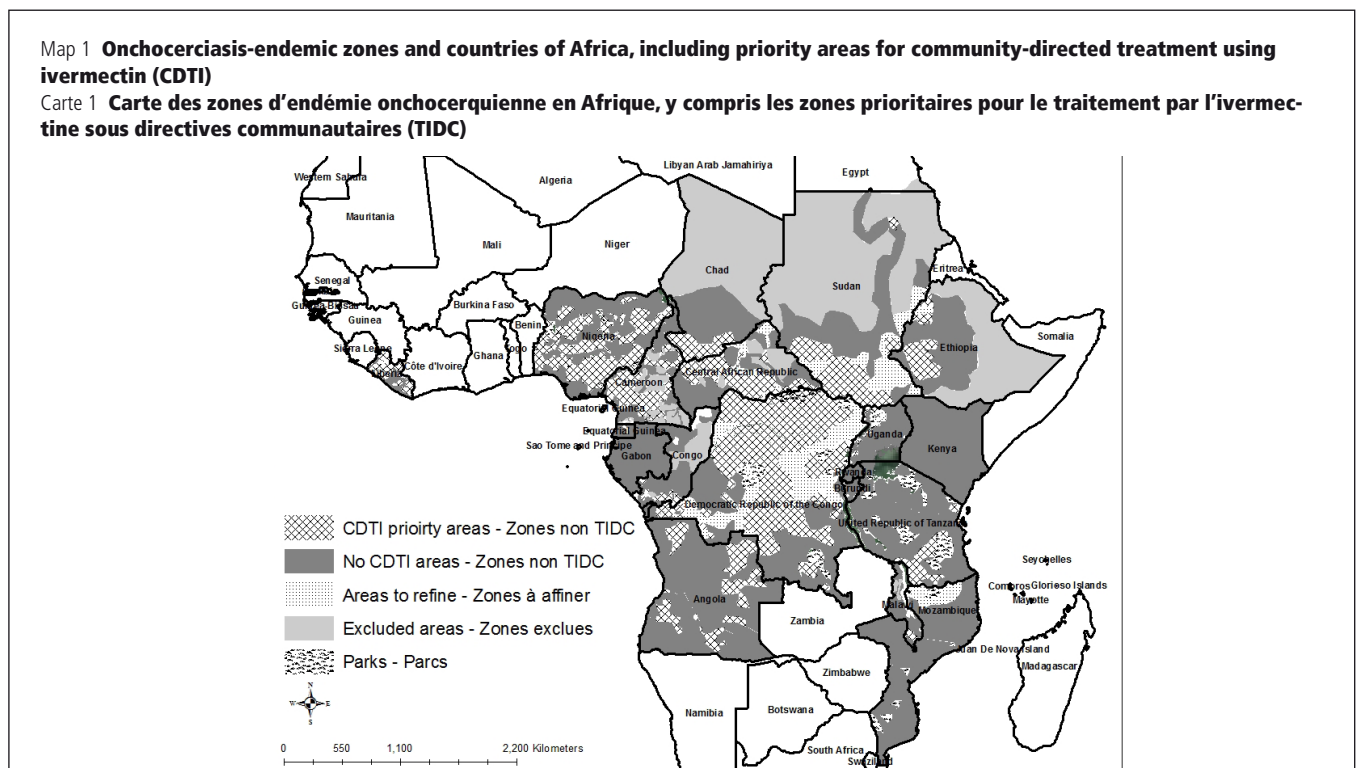 Map 1 Onchocerciasis-endemic zones and countries of Africa, including priority areas for community-directed treatment using
ivermectin (CDTI)
Carte 1 Carte des zones d'endémie onchocerquienne en Afrique, y compris les zones prioritaires pour le traitement par l'ivermec-
tine sous directives communautaires (TIDC)
Western Sahara
Algeria
Libyan Arab Jamahiriya
Egypt
Mauritania
Mali
Niger
Chad
Sudan
Eritrea
Senegal
Guinea Bissau
Guinea
Burkina Faso
Benin
Nigeria
Sierra Leone
Liberia
Côte d'Ivoire
Ghana
Togo
Cameroon
Central African Republic
Ethiopia
Somalia
Equatorial Guinea
Equatorial Guinea
Sao Tome and Principe
Gabon
Congo
Uganda
Kenya
Rwanda
Burundi
Democratic Republic of the Congo
United Republic of Tanzania
Seychelles
Comoros
Glorioso Islands
Mayotte
Angola
Malawi
Mozambique
Zambia
Juan De Nova Island
Madagascar
Zimbabwe
Namibia
Botswana
South Africa
Swaziland
CDTI prioirty areas - Zones non TIDC
No CDTI areas - Zones non TIDC
Areas to refine - Zones à affiner
Excluded areas - Zones exclues
Parks - Parcs
N
W E
S
0 550 1,100 2,200 Kilometers